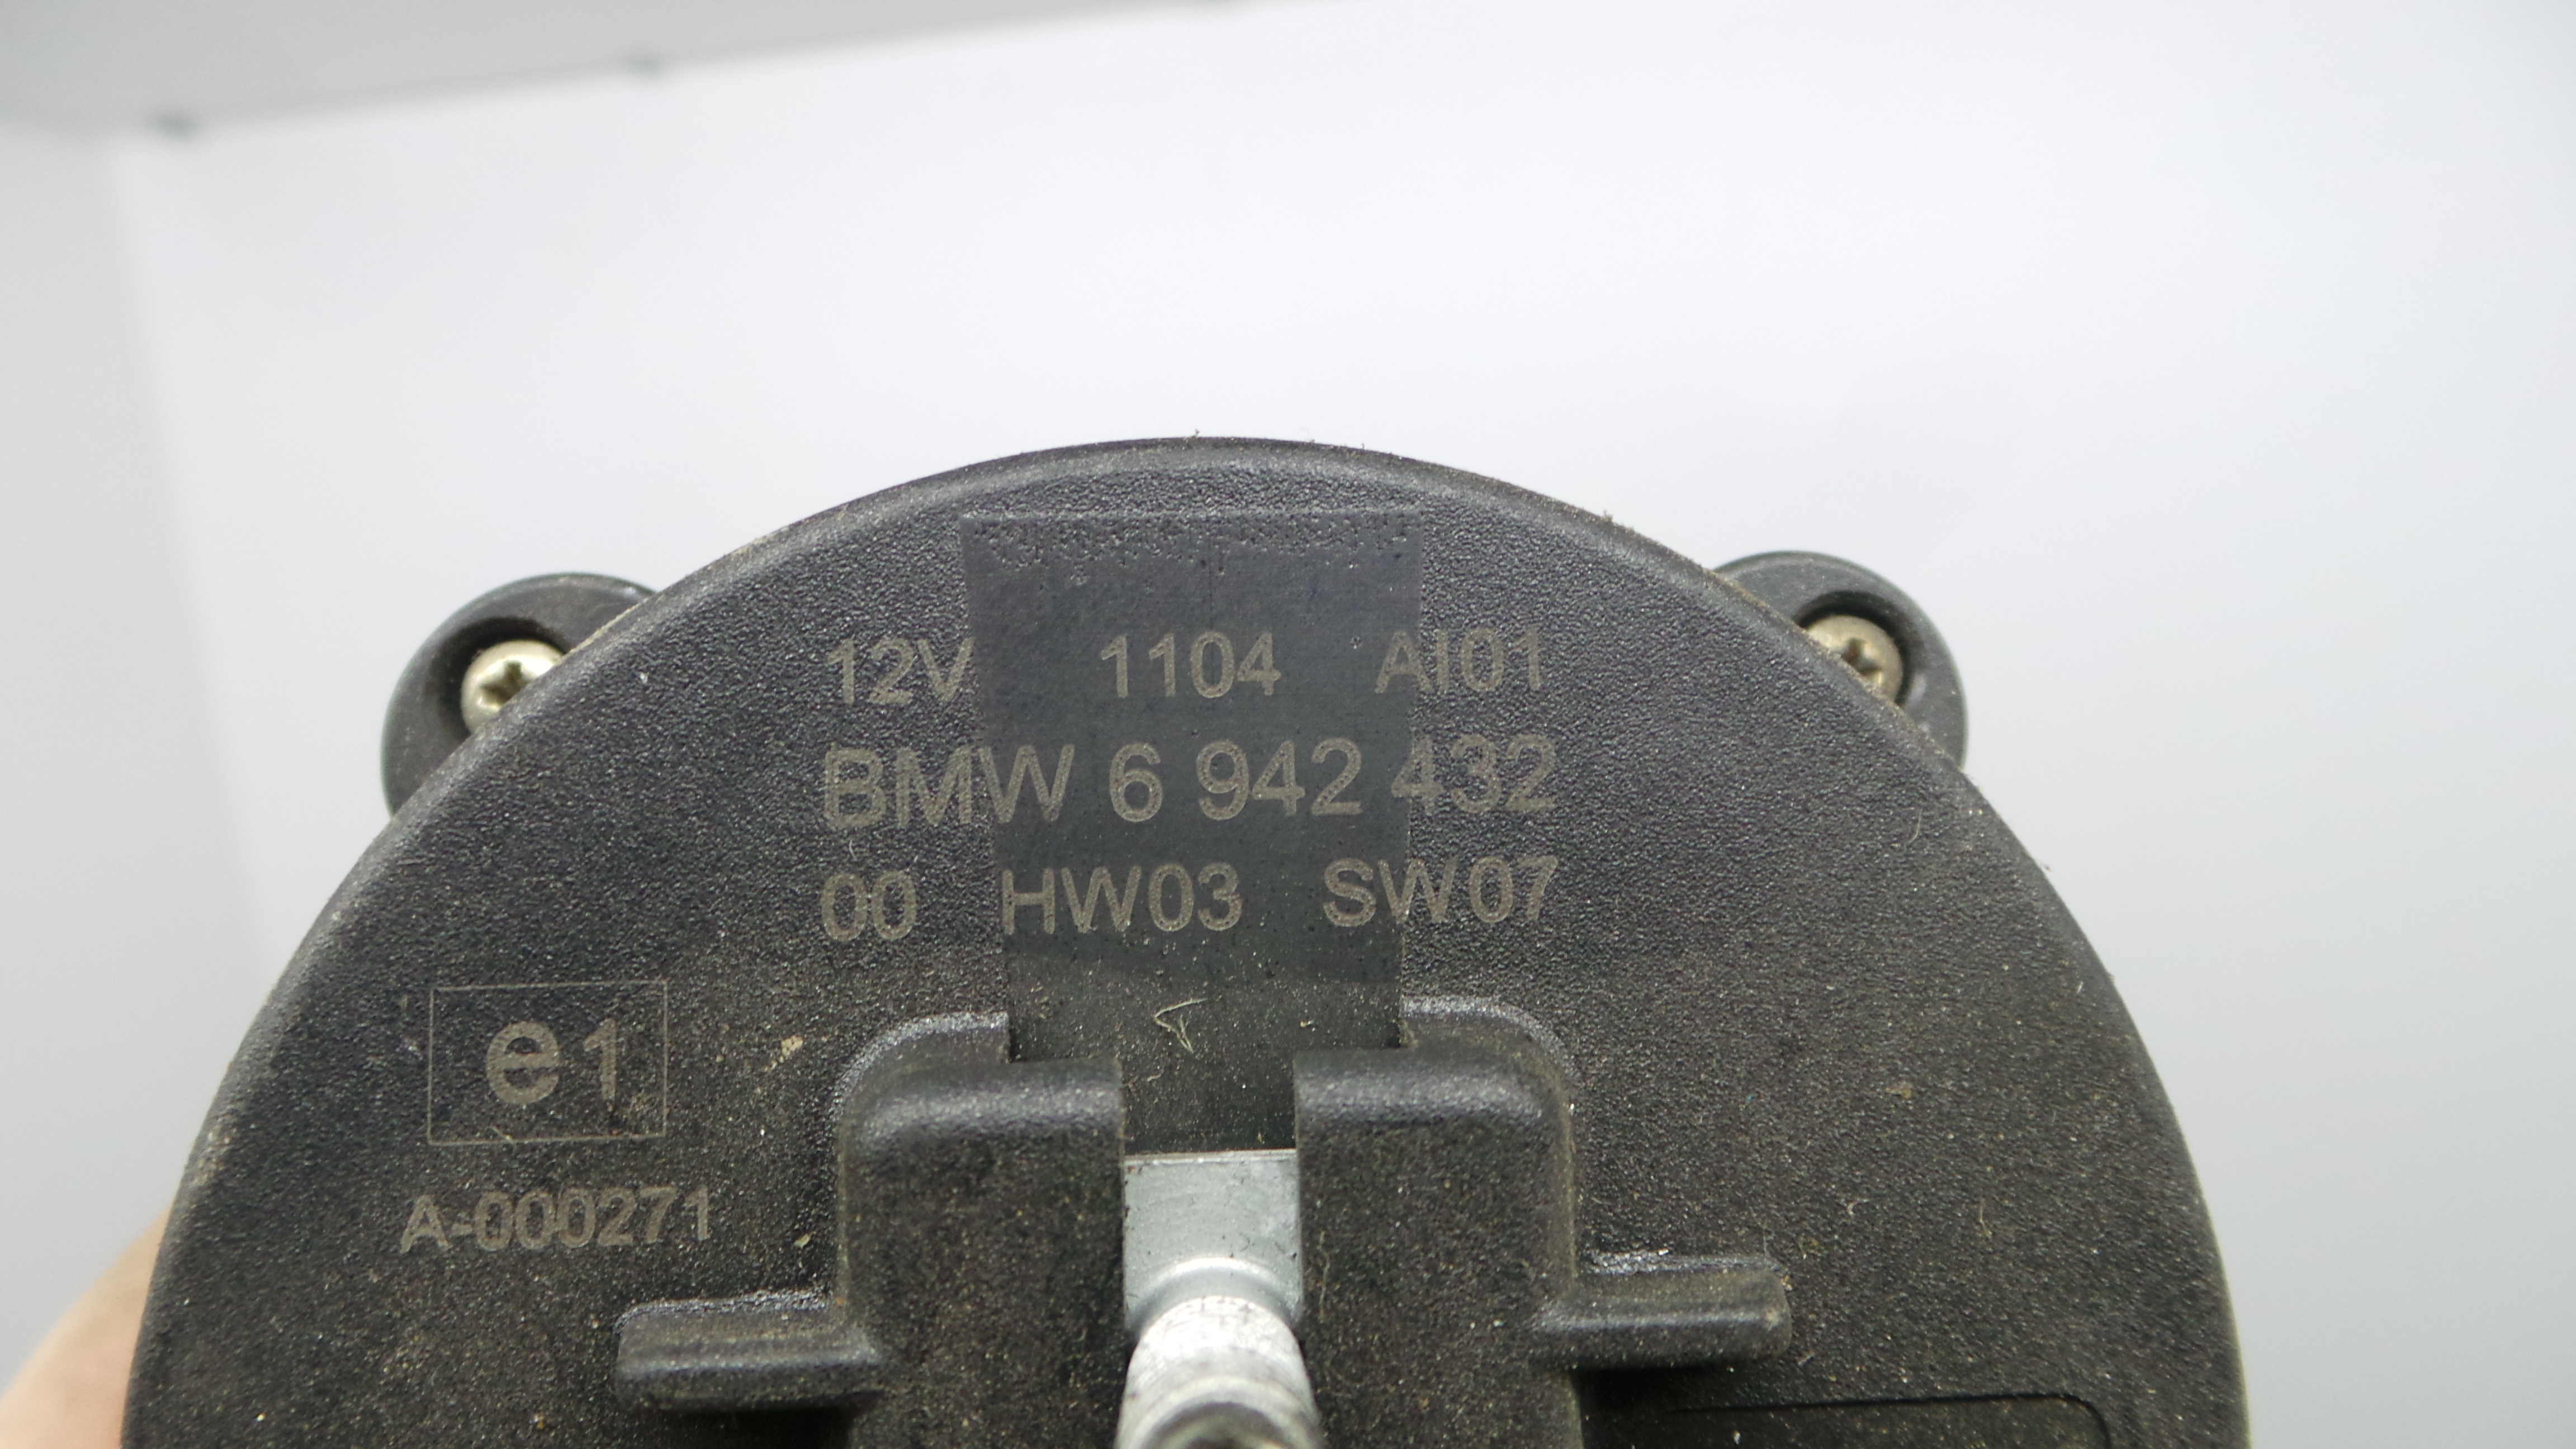 12V 1104 AI01
BMW 6 942 432
00 HW03 SW07
e1
A-000271